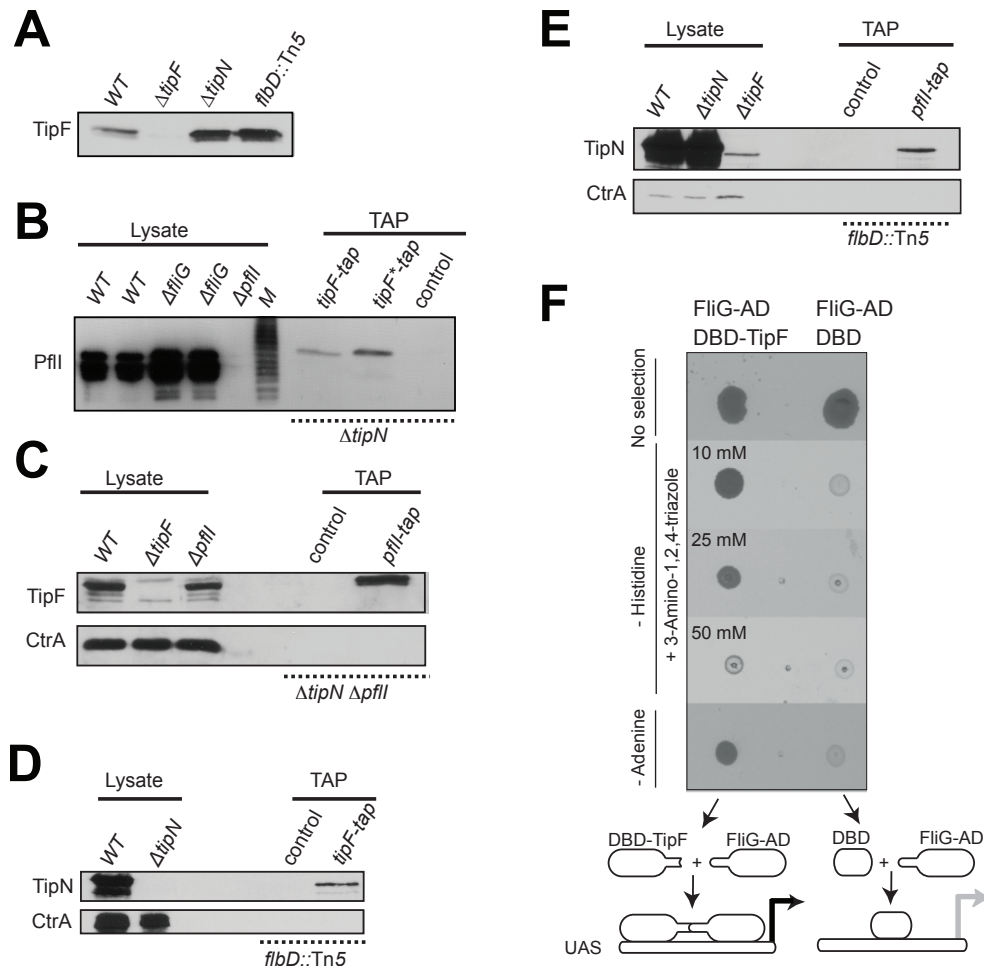 A
WT
ΔtipF
ΔtipN
flbD::Tn5
TipF
B
Lysate
TAP
WT
WT
ΔfliG
ΔfliG
ΔpflI
M
tipF-tap
tipF*-tap
control
PflI
ΔtipN
C
Lysate
TAP
WT
ΔtipF
ΔpflI
control
pflI-tap
TipF
CtrA
ΔtipN ΔpflI
D
Lysate
TAP
WT
ΔtipN
control
tipF-tap
TipN
CtrA
flbD::Tn5
E
Lysate
TAP
WT
ΔtipN
ΔtipF
control
pflI-tap
TipN
CtrA
flbD::Tn5
F
FliG-AD
DBD-TipF
FliG-AD
DBD
No selection
- Histidine
+ 3-Amino-1,2,4-triazole
10 mM
25 mM
50 mM
- Adenine
DBD-TipF
+
FliG-AD
DBD
+
FliG-AD
UAS